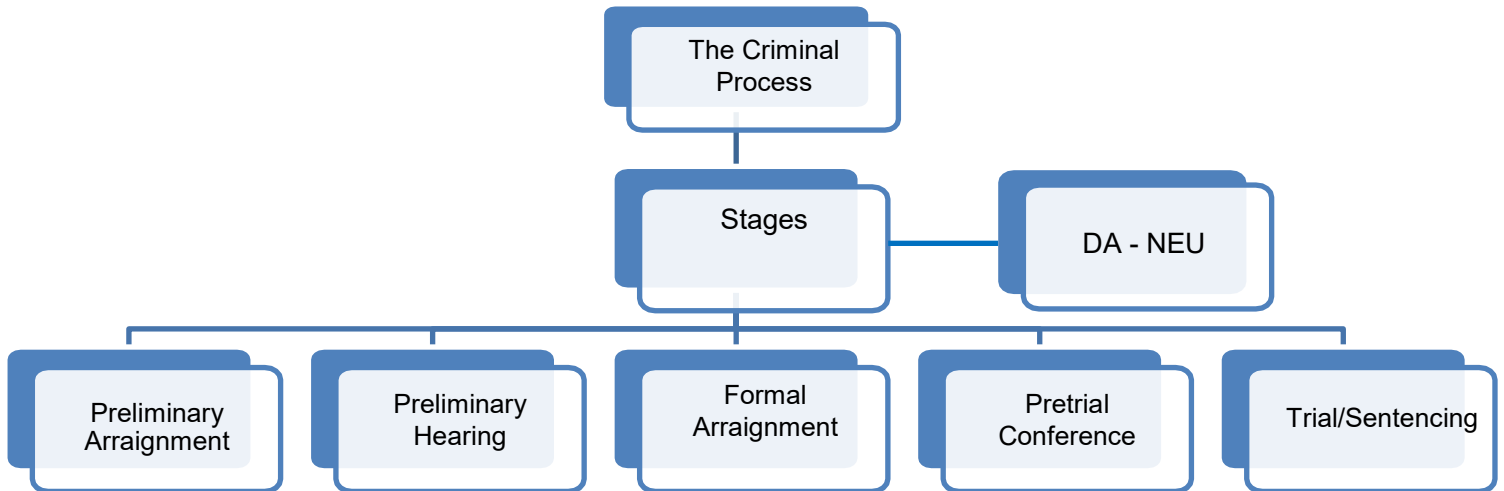 The Criminal
Process
Stages
DA - NEU
Preliminary
Arraignment
Preliminary
Hearing
Formal
Arraignment
Pretrial
Conference
Trial/Sentencing